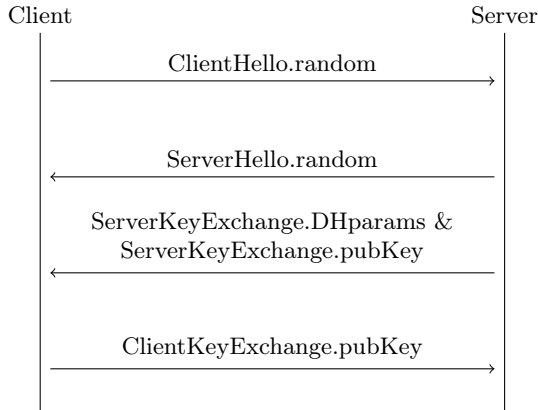 Client
Server
ClientHello.random
ServerHello.random
ServerKeyExchange.DHparams &
ServerKeyExchange.pubKey
ClientKeyExchange.pubKey